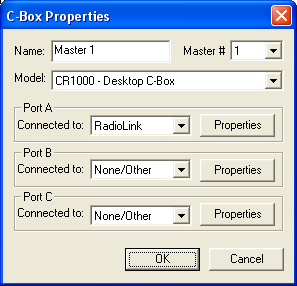 C-Box Properties
Name: Master 1 Master # 1
Model: CR1000 - Desktop C-Box
Port A
Connected to: RadioLink Properties
Port B
Connected to: None/Other Properties
Port C
Connected to: None/Other Properties
OK Cancel